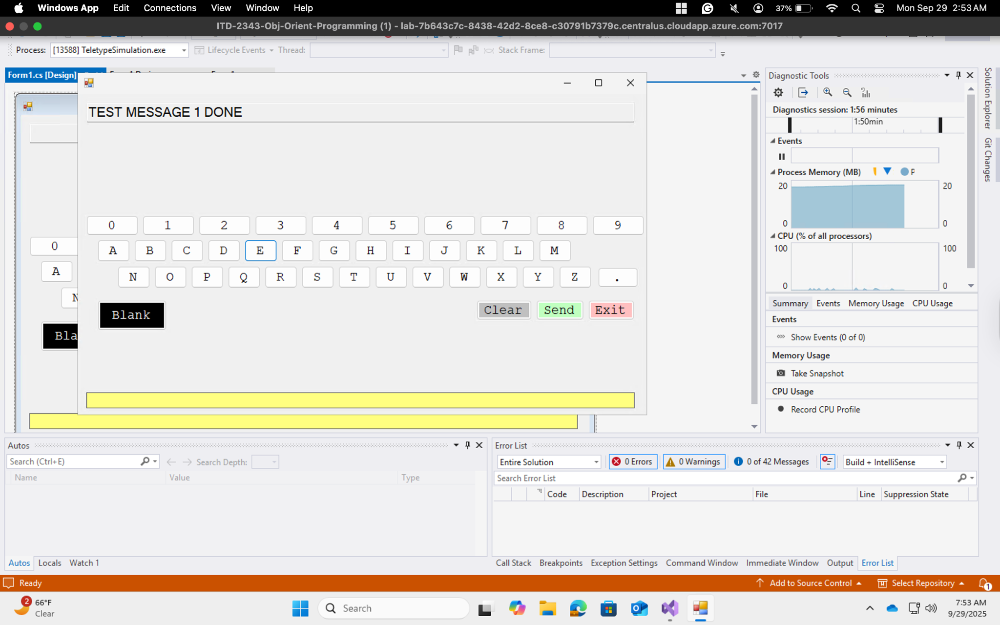 Windows App Edit Connections View Window Help 37% Mon Sep 29 2:53 AM
ITD-2343-Obj-Orient-Programming (1) - lab-7b643c7c-8438-42d2-8ce8-c30791b7379c.centralus.cloudapp.azure.com:7017
Process: [13588] TeletypeSimulation.exe Lifecycle Events Thread: Stack Frame:
Form1.cs [Design]
TEST MESSAGE 1 DONE
0 1 2 3 4 5 6 7 8 9
A B C D E F G H I J K L M
N O P Q R S T U V W X Y Z .
Blank Clear Send Exit
0
A
N
Bla
Diagnostic Tools
Diagnostics session: 1:56 minutes
1:50min
Events
Process Memory (MB) P
20 20
0 0
CPU (% of all processors)
100 100
0 0
Summary Events Memory Usage CPU Usage
Events
Show Events (0 of 0)
Memory Usage
Take Snapshot
CPU Usage
Record CPU Profile
Solution Explorer
Git Changes
Autos
Search (Ctrl+E) Search Depth:
Name Value Type
Autos Locals Watch 1
Error List
Entire Solution 0 Errors 0 Warnings 0 of 42 Messages Build + IntelliSense
Search Error List
Code Description Project File Line Suppression State
Call Stack Breakpoints Exception Settings Command Window Immediate Window Output Error List
Ready Add to Source Control Select Repository 1
2 66°F
Clear
Search
7:53 AM
9/29/2025